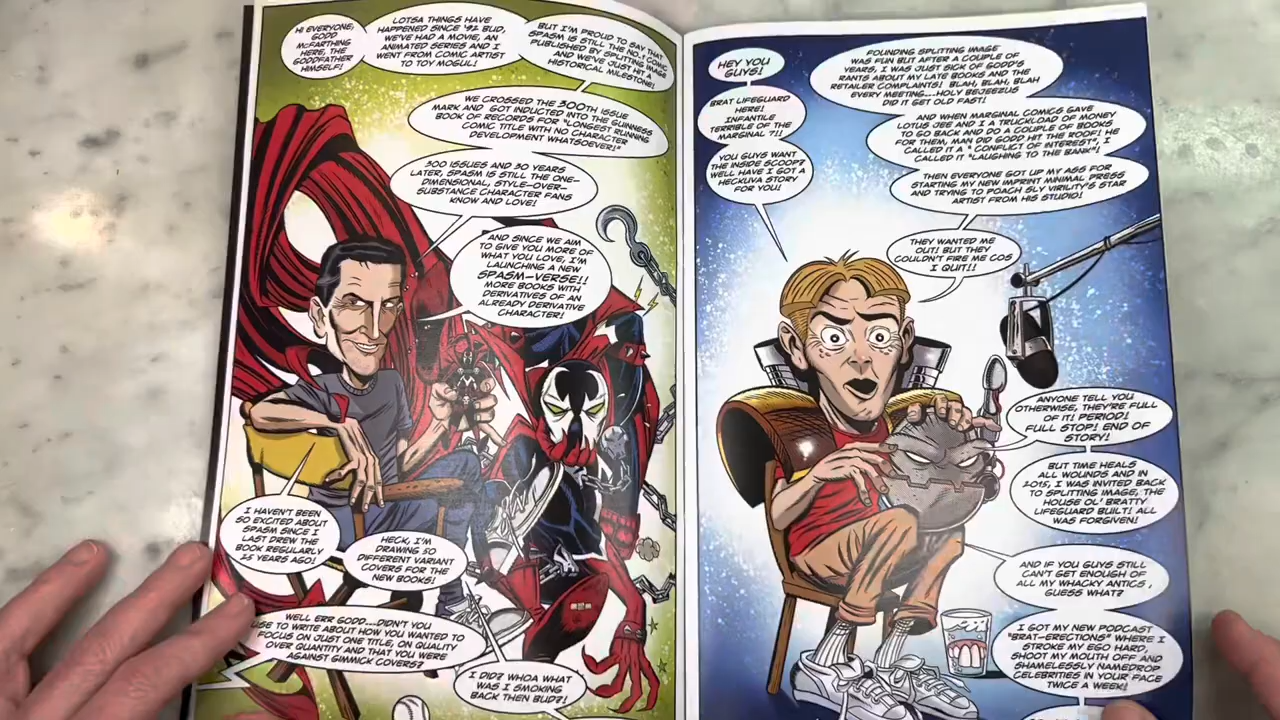 HI EVERYONE,
GODD
McFARTHING
HERE, THE
GODDFATHER
HIMSELF!
LOTSA THINGS HAVE
HAPPENED SINCE '92 BUD,
WE'VE HAD A MOVIE, AN
ANIMATED SERIES AND I
WENT FROM COMIC ARTIST
TO TOY MOGUL!
BUT I'M PROUD TO SAY THAT
SPASM IS STILL THE NO.1 COMIC
PUBLISHED BY SPLITTING IMAGE
AND WE'VE JUST HIT A
HISTORICAL MILESTONE!
WE CROSSED THE 300TH ISSUE
MARK AND GOT INDUCTED INTO THE GUINNESS
BOOK OF RECORDS FOR "LONGEST RUNNING
COMIC TITLE WITH NO CHARACTER
DEVELOPMENT WHATSOEVER!"
300 ISSUES AND 30 YEARS
LATER, SPASM IS STILL THE ONE-
DIMENSIONAL, STYLE-OVER-
SUBSTANCE CHARACTER FANS
KNOW AND LOVE!
AND SINCE WE AIM
TO GIVE YOU MORE OF
WHAT YOU LOVE, I'M
LAUNCHING A NEW
SPASM-VERSE!!
MORE BOOKS WITH
DERIVATIVES OF AN
ALREADY DERIVATIVE
CHARACTER!
I HAVEN'T BEEN
SO EXCITED ABOUT
SPASM SINCE I
LAST DREW THE
BOOK REGULARLY
25 YEARS AGO!
HECK, I'M
DRAWING 50
DIFFERENT VARIANT
COVERS FOR THE
NEW BOOKS!
WELL ERR GODD...DIDN'T YOU
USE TO WRITE ABOUT HOW YOU WANTED TO
FOCUS ON JUST ONE TITLE, ON QUALITY
OVER QUANTITY AND THAT YOU WERE
AGAINST GIMMICK COVERS?
I DID? WHOA WHAT
WAS I SMOKING
BACK THEN BUD?!
HEY YOU
GUYS!
BRAT LIFEGUARD
HERE!
INFANTILE
TERRIBLE OF THE
MARGINAL 7!!
YOU GUYS WANT
THE INSIDE SCOOP?
WELL HAVE I GOT A
HECKUVA STORY
FOR YOU!
FOUNDING SPLITTING IMAGE
WAS FUN BUT AFTER A COUPLE OF
YEARS, I WAS JUST SICK OF GODD'S
RANTS ABOUT MY LATE BOOKS AND THE
RETAILER COMPLAINTS! BLAH, BLAH, BLAH
EVERY MEETING...HOLY BEJEEZUS
DID IT GET OLD FAST!
AND WHEN MARGINAL COMICS GAVE
LOTUS JEE AND I A TRUCKLOAD OF MONEY
TO GO BACK AND DO A COUPLE OF BOOKS
FOR THEM, MAN DID GODD HIT THE ROOF! HE
CALLED IT A "CONFLICT OF INTEREST", I
CALLED IT "LAUGHING TO THE BANK"!
THEN EVERYONE GOT UP MY ASS FOR
STARTING MY NEW IMPRINT MINIMAL PRESS
AND TRYING TO POACH SLY VIRILITY'S STAR
ARTIST FROM HIS STUDIO!
THEY WANTED ME
OUT! BUT THEY
COULDN'T FIRE ME COS
I QUIT!!
ANYONE TELL YOU
OTHERWISE, THEY'RE FULL
OF IT! PERIOD!
FULL STOP! END OF
STORY!
BUT TIME HEALS
ALL WOUNDS AND IN
2015, I WAS INVITED BACK
TO SPLITTING IMAGE, THE
HOUSE OL' BRATTY
LIFEGUARD BUILT! ALL
WAS FORGIVEN!
AND IF YOU GUYS STILL
CAN'T GET ENOUGH OF
ALL MY WHACKY ANTICS,
GUESS WHAT?
I GOT MY NEW PODCAST
"BRAT-ERECTIONS" WHERE I
STROKE MY EGO HARD,
SHOOT MY MOUTH OFF AND
SHAMELESSLY NAMEDROP
CELEBRITIES IN YOUR FACE
TWICE A WEEK!